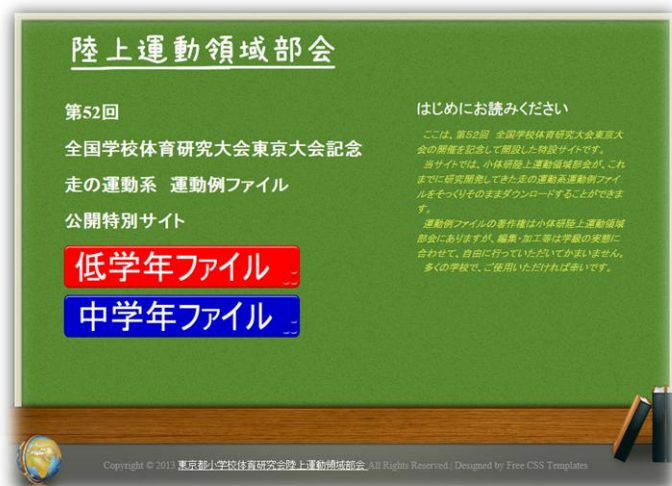 陸上運動領域部会
第52回
全国学校体育研究大会東京大会記念
走の運動系 運動例ファイル
公開特別サイト
低学年ファイル
中学年ファイル
はじめにお読みください
ここは、第52回 全国学校体育研究大会東京大
会の開催を記念して開設した特設サイトです。
当サイトでは、小体研陸上運動領域部会が、これ
までに研究開発してきた走の運動系運動例ファイ
ルをそっくりそのままダウンロードすることができま
す。
運動例ファイルの著作権は小体研陸上運動領域
部会にありますが、編集・加工等は学級の実態に
合わせて、自由に行っていただいてかまいません。
多くの学校で、ご使用いただければ幸いです。
Copyright © 2013 東京都小学校体育研究会陸上運動領域部会 All Rights Reserved | Designed by Free CSS Templates